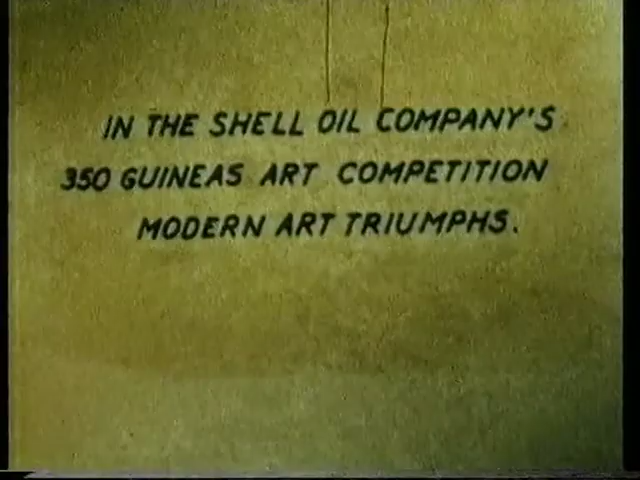 IN THE SHELL OIL COMPANY'S
350 GUINEAS ART COMPETITION
MODERN ART TRIUMPHS.